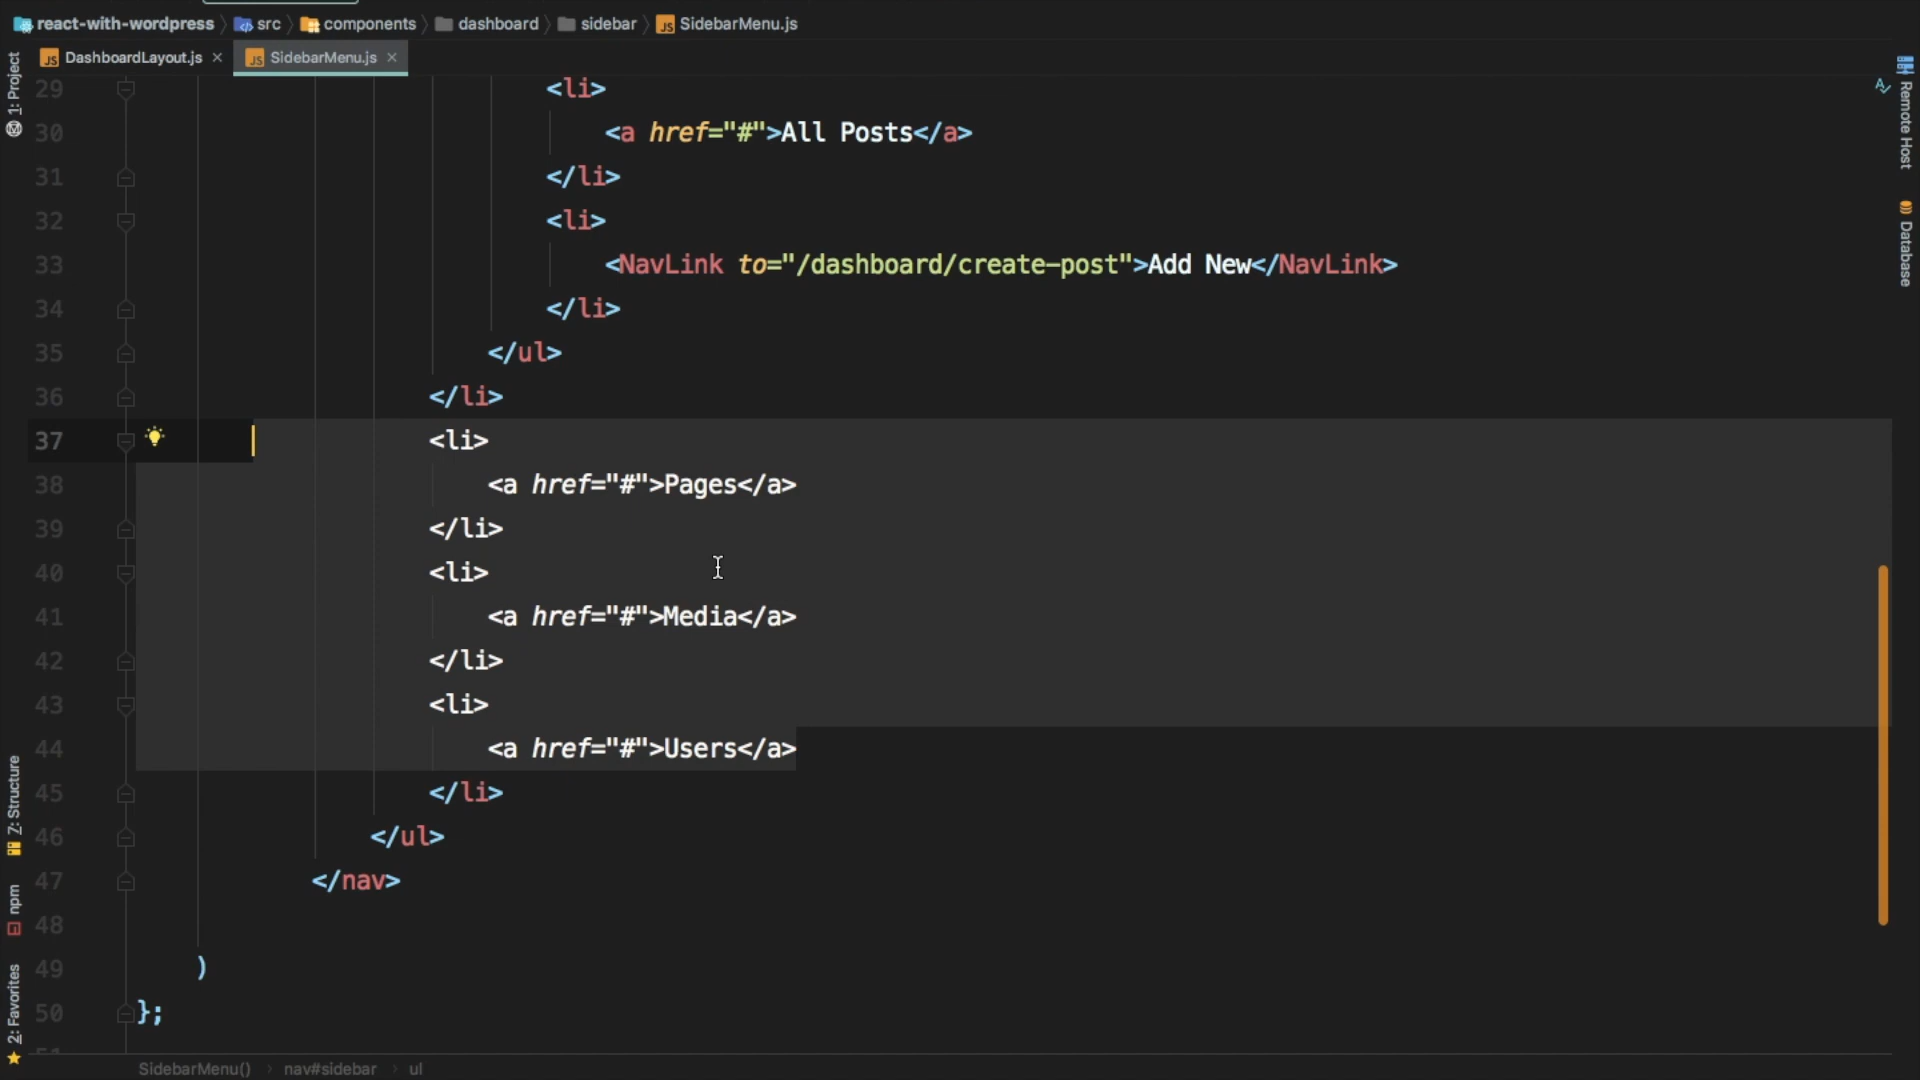 react-with-wordpress src components dashboard sidebar SidebarMenu.js
DashboardLayout.js SidebarMenu.js
1: Project
Z: Structure
npm
2: Favorites
29 <li>
30 <a href="#">All Posts</a>
31 </li>
32 <li>
33 <NavLink to="/dashboard/create-post">Add New</NavLink>
34 </li>
35 </ul>
36 </li>
37 <li>
38 <a href="#">Pages</a>
39 </li>
40 <li>
41 <a href="#">Media</a>
42 </li>
43 <li>
44 <a href="#">Users</a>
45 </li>
46 </ul>
47 </nav>
48
49 )
50 };
Remote Host
Database
SidebarMenu() nav#sidebar ul